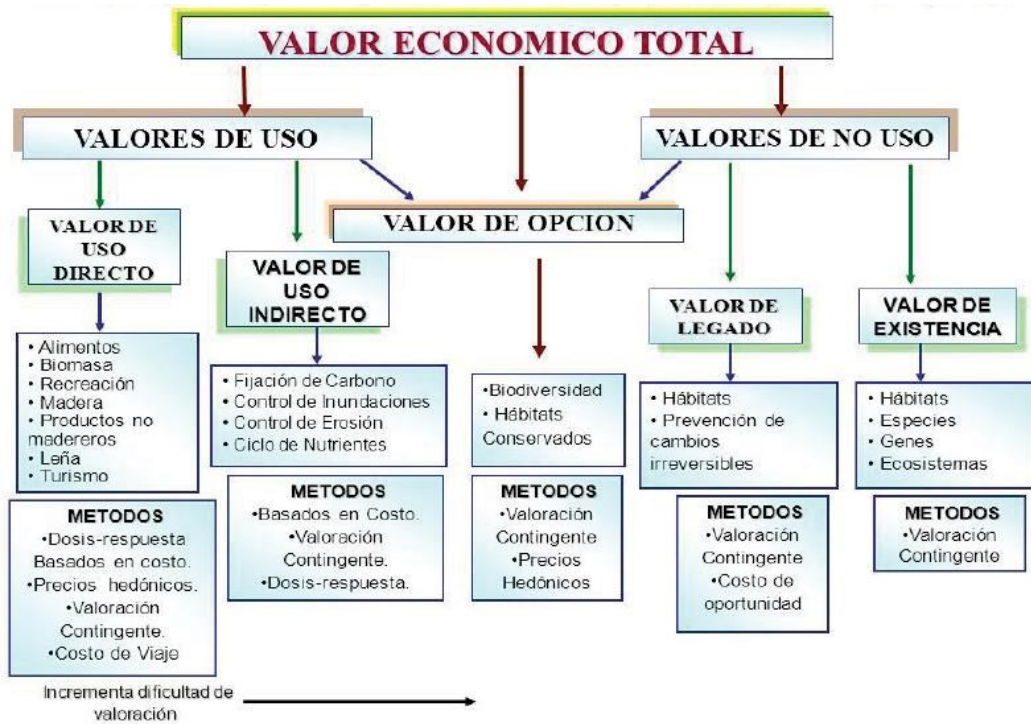 VALOR ECONOMICO TOTAL
VALORES DE USO
VALORES DE NO USO
VALOR DE OPCION
VALOR DE
USO
DIRECTO
• Alimentos
• Biomasa
• Recreación
• Madera
• Productos no
madereros
• Leña
• Turismo
METODOS
•Dosis-respuesta
Basados en costo.
•Precios hedónicos.
•Valoración
Contingente.
•Costo de Viaje
VALOR DE
USO
INDIRECTO
• Fijación de Carbono
• Control de Inundaciones
• Control de Erosión
• Ciclo de Nutrientes
METODOS
•Basados en Costo.
•Valoración
Contingente.
•Dosis-respuesta.
•Biodiversidad
• Hábitats
Conservados
METODOS
•Valoración
Contingente
•Precios
Hedónicos
VALOR DE
LEGADO
• Hábitats
• Prevención de
cambios
irreversibles
METODOS
•Valoración
Contingente
•Costo de
oportunidad
VALOR DE
EXISTENCIA
• Hábitats
• Especies
• Genes
• Ecosistemas
METODOS
•Valoración
Contingente
Incrementa dificultad de
valoración